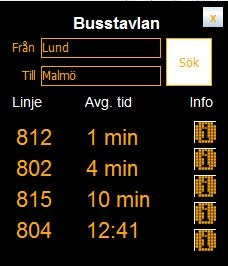 Busstavlan x
Från Lund
Till Malmö
Sök
Linje Avg. tid Info
812 1 min i
802 4 min i
815 10 min i
804 12:41 i
i